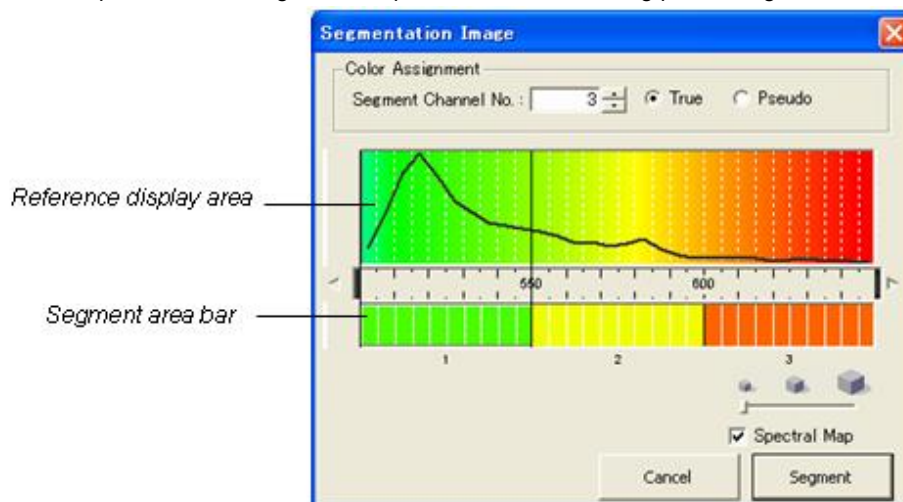 Segmentation Image
Color Assignment
Segment Channel No. : 3 True Pseudo
Reference display area
550 600
Segment area bar
1 2 3
Spectral Map
Cancel Segment